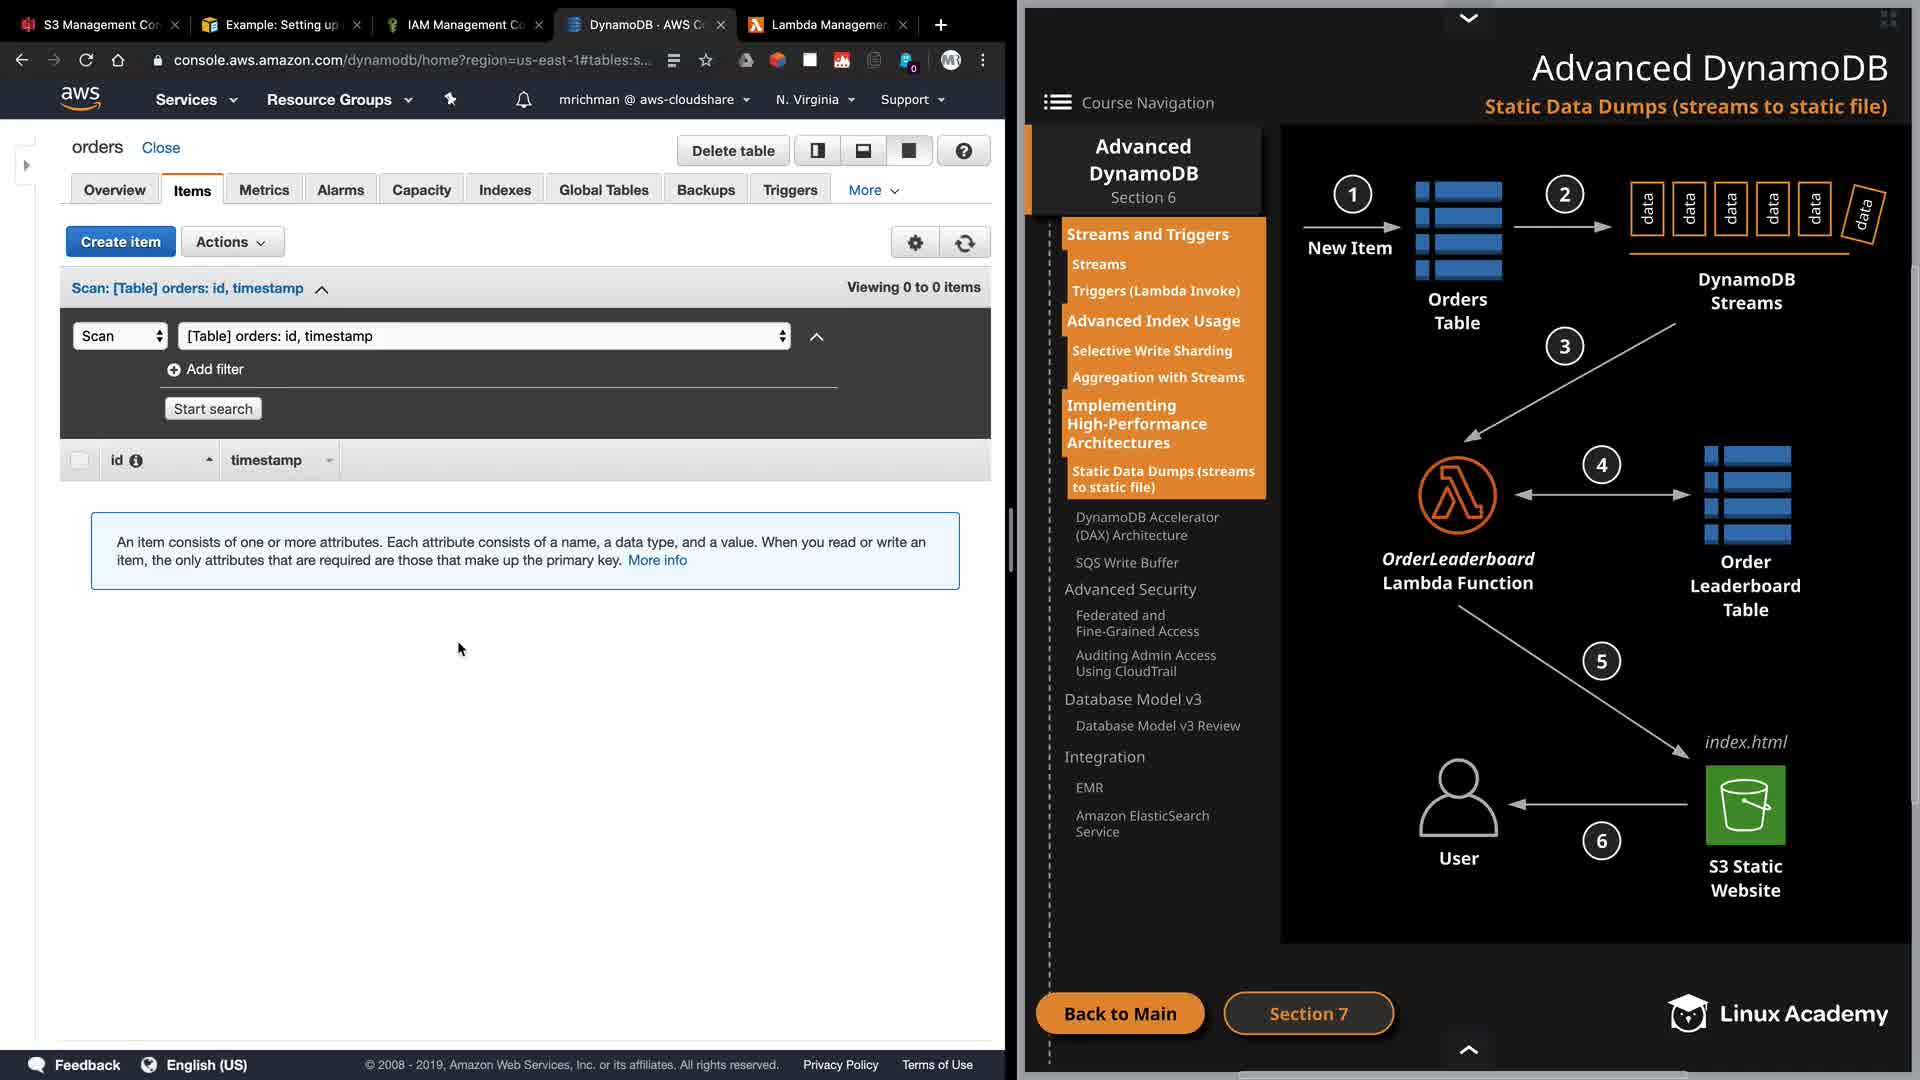 S3 Management Con
Example: Setting up
IAM Management Co
DynamoDB · AWS C
Lambda Managemen
console.aws.amazon.com/dynamodb/home?region=us-east-1#tables:s...
0
MR
aws
Services
Resource Groups
mrichman @ aws-cloudshare
N. Virginia
Support
orders
Close
Delete table
Overview
Items
Metrics
Alarms
Capacity
Indexes
Global Tables
Backups
Triggers
More
Create item
Actions
Scan: [Table] orders: id, timestamp
Viewing 0 to 0 items
Scan
[Table] orders: id, timestamp
Add filter
Start search
id
timestamp
An item consists of one or more attributes. Each attribute consists of a name, a data type, and a value. When you read or write an
item, the only attributes that are required are those that make up the primary key. More info
Feedback
English (US)
© 2008 - 2019, Amazon Web Services, Inc. or its affiliates. All rights reserved.
Privacy Policy
Terms of Use
Advanced DynamoDB
Static Data Dumps (streams to static file)
Course Navigation
Advanced
DynamoDB
Section 6
Streams and Triggers
Streams
Triggers (Lambda Invoke)
Advanced Index Usage
Selective Write Sharding
Aggregation with Streams
Implementing
High-Performance
Architectures
Static Data Dumps (streams
to static file)
DynamoDB Accelerator
(DAX) Architecture
SQS Write Buffer
Advanced Security
Federated and
Fine-Grained Access
Auditing Admin Access
Using CloudTrail
Database Model v3
Database Model v3 Review
Integration
EMR
Amazon ElasticSearch
Service
1
New Item
Orders
Table
2
data
data
data
data
data
data
DynamoDB
Streams
3
OrderLeaderboard
Lambda Function
4
Order
Leaderboard
Table
5
index.html
S3 Static
Website
6
User
Back to Main
Section 7
Linux Academy